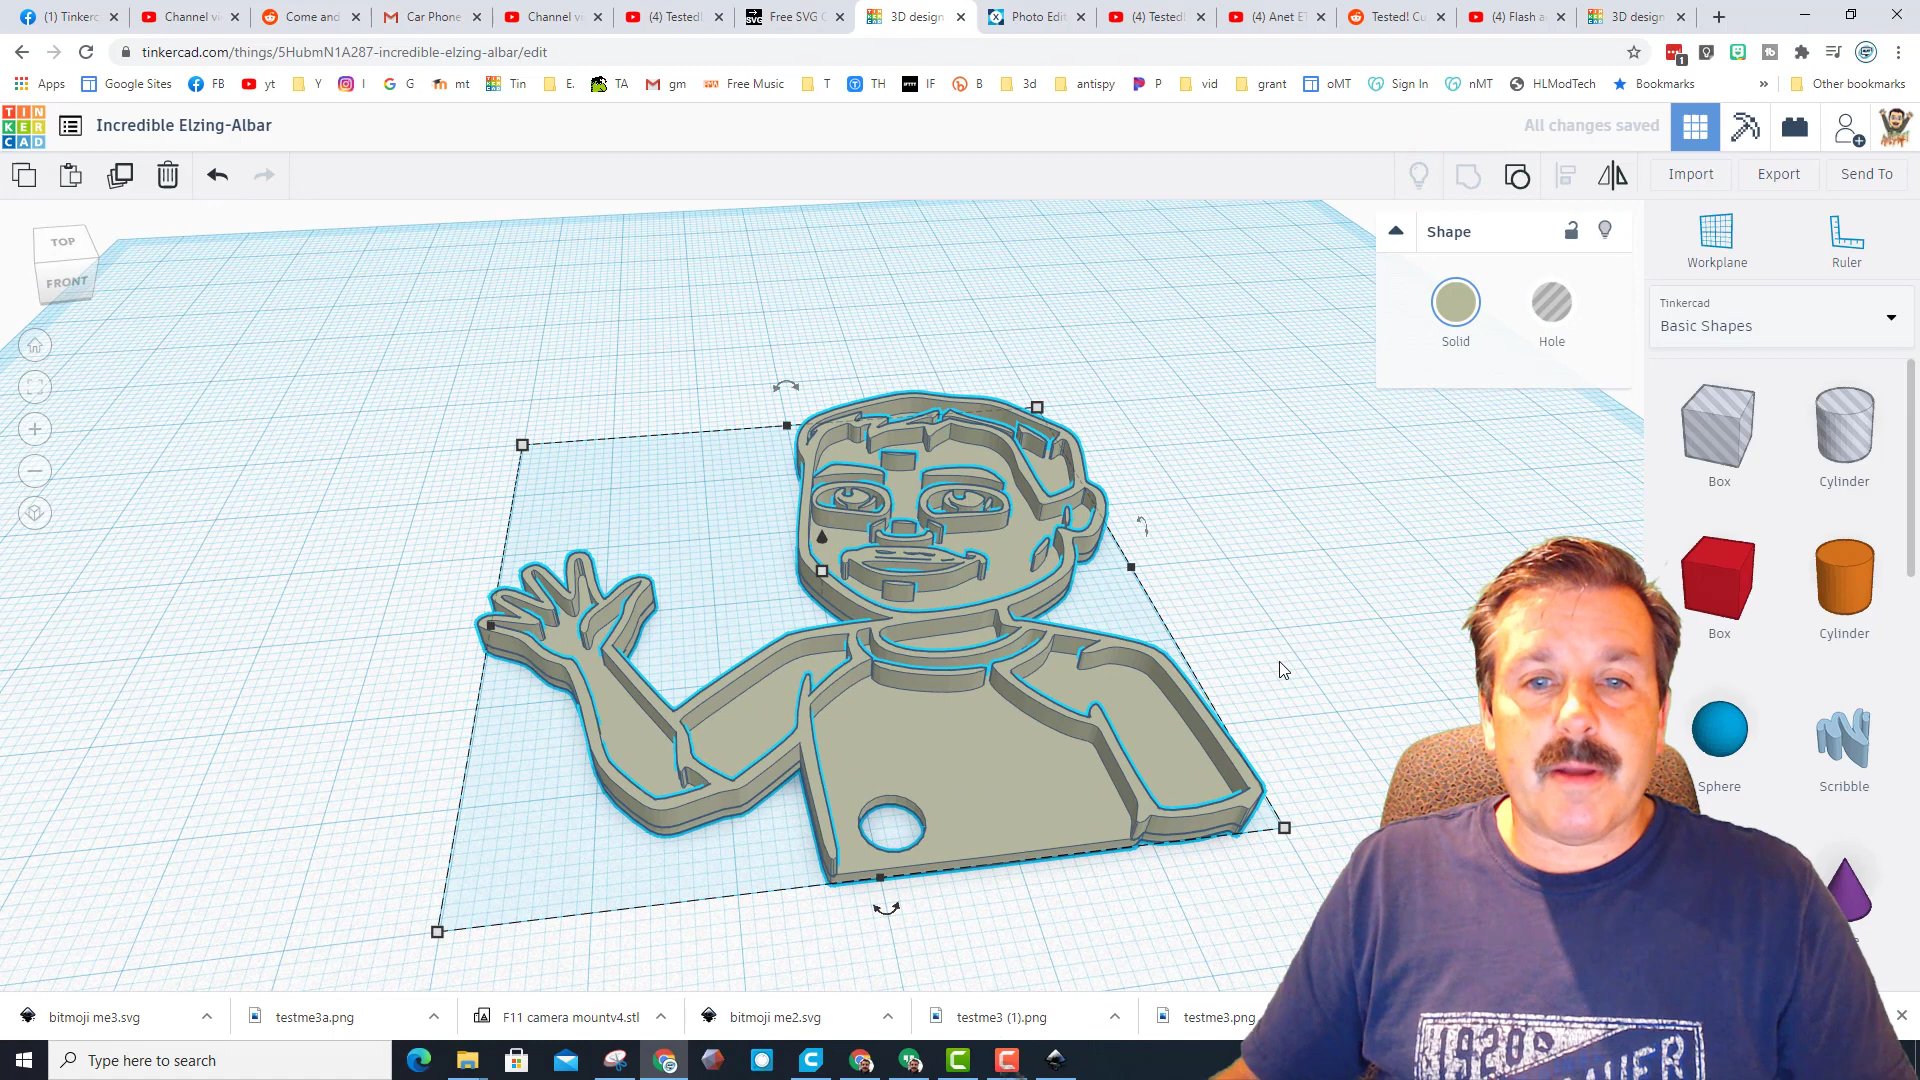 (1) Tinkerc
Channel vi
Come and
Car Phone
Channel vi
(4) Tested!
Free SVG C
3D design
Photo Edit
(4) Tested!
(4) Anet E
Tested! Cu
(4) Flash a
3D design
tinkercad.com/things/5HubmN1A287-incredible-elzing-albar/edit
Apps
Google Sites
FB
yt
Y
I
G
mt
Tin
E.
TA
gm
Free Music
T
TH
IF
B
3d
antispy
P
vid
grant
oMT
Sign In
nMT
HLModTech
Bookmarks
»
Other bookmarks
TIN
KER
CAD
Incredible Elzing-Albar
All changes saved
Import
Export
Send To
TOP
FRONT
Shape
Solid
Hole
Workplane
Ruler
Tinkercad
Basic Shapes
Box
Cylinder
Box
Cylinder
Sphere
Scribble
bitmoji me3.svg
testme3a.png
F11 camera mountv4.stl
bitmoji me2.svg
testme3 (1).png
testme3.png
Type here to search
1928